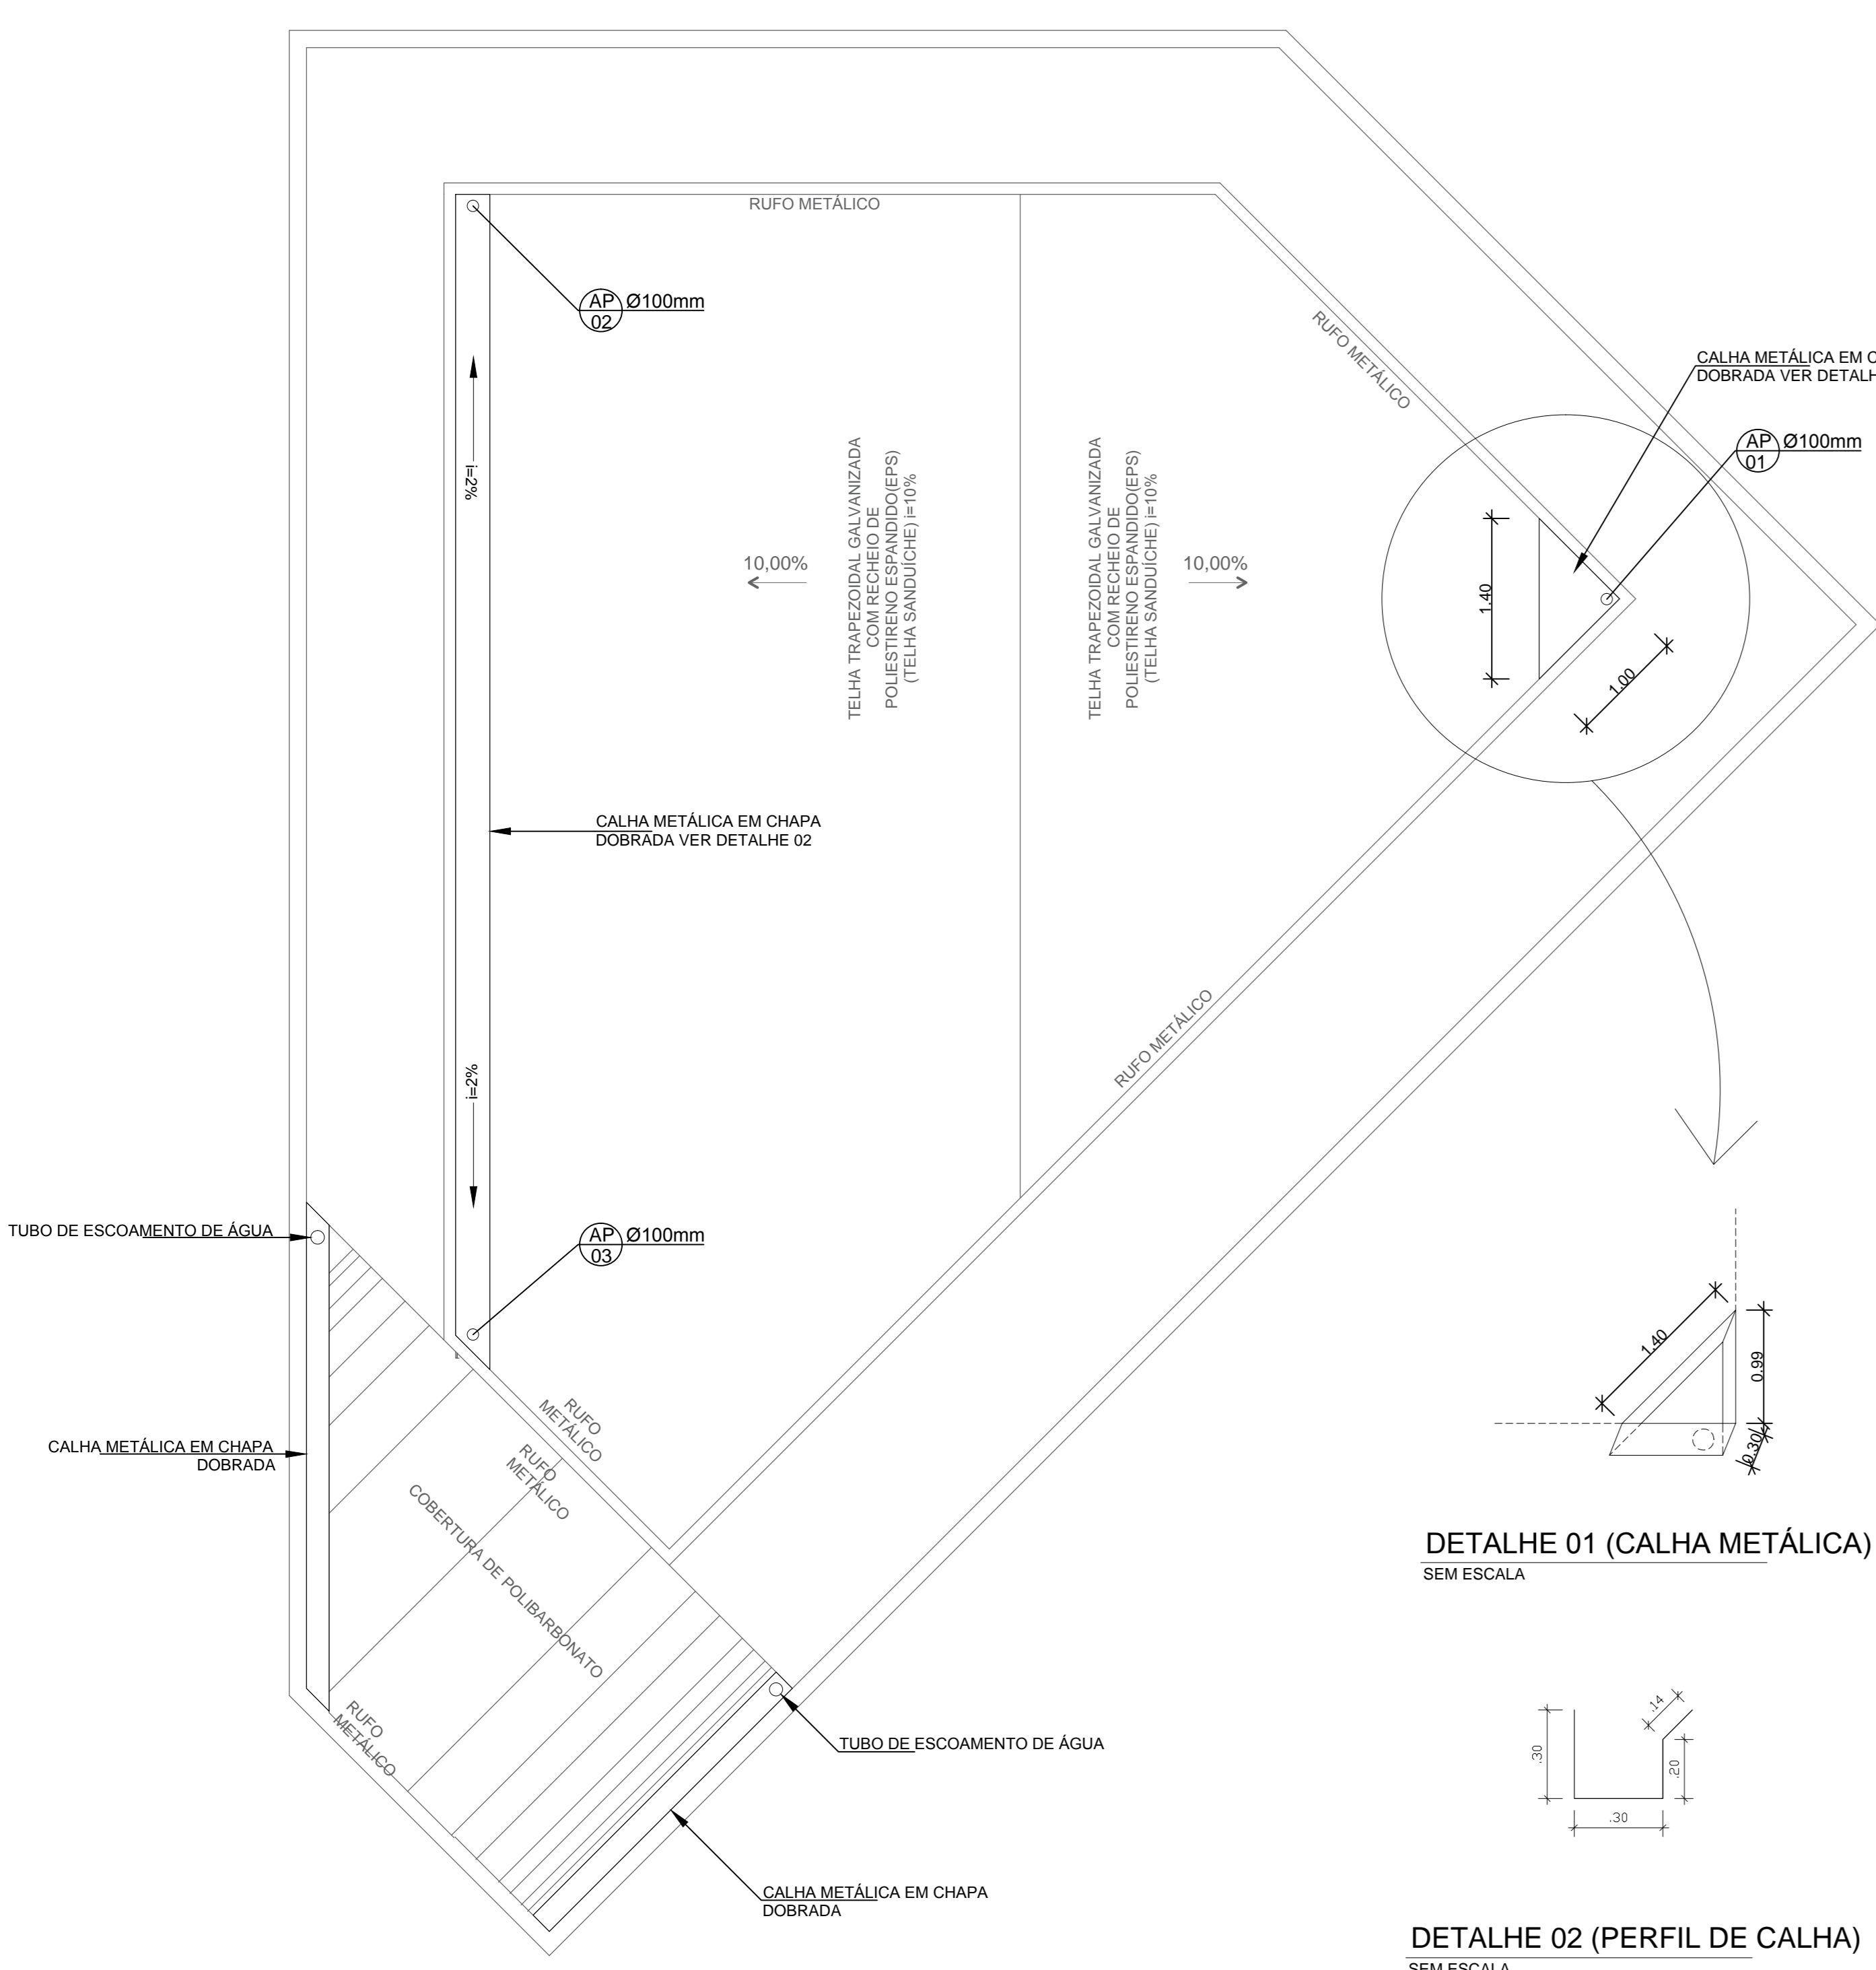 RUFO METÁLICO
AP
02
Ø100mm
RUFO METÁLICO
CALHA METÁLICA EM
DOBRADA VER
AP
01
Ø100mm
i=2%
TELHA TRAPEZOIDAL GALVANIZADA
COM RECHEIO DE
POLIESTIRENO ESPANDIDO(EPS)
(TELHA SANDUÍCHE) i=10%
TELHA TRAPEZOIDAL GALVANIZADA
COM RECHEIO DE
POLIESTIRENO ESPANDIDO(EPS)
(TELHA SANDUÍCHE) i=10%
10,00%
10,00%
1.40
1.00
CALHA METÁLICA EM CHAPA
DOBRADA VER DETALHE 02
RUFO METÁLICO
i=2%
TUBO DE ESCOAMENTO DE ÁGUA
AP
03
Ø100mm
1.40
0.99
0.30
CALHA METÁLICA EM CHAPA
DOBRADA
RUFO
METÁLICO
RUFO
METÁLICO
COBERTURA DE POLIBARBONATO
DETALHE 01 (CALHA METÁLICA)
SEM ESCALA
RUFO
METÁLICO
TUBO DE ESCOAMENTO DE ÁGUA
.14
.30
.20
.30
CALHA METÁLICA EM CHAPA
DOBRADA
DETALHE 02 (PERFIL DE CALHA)
SEM ESCALA